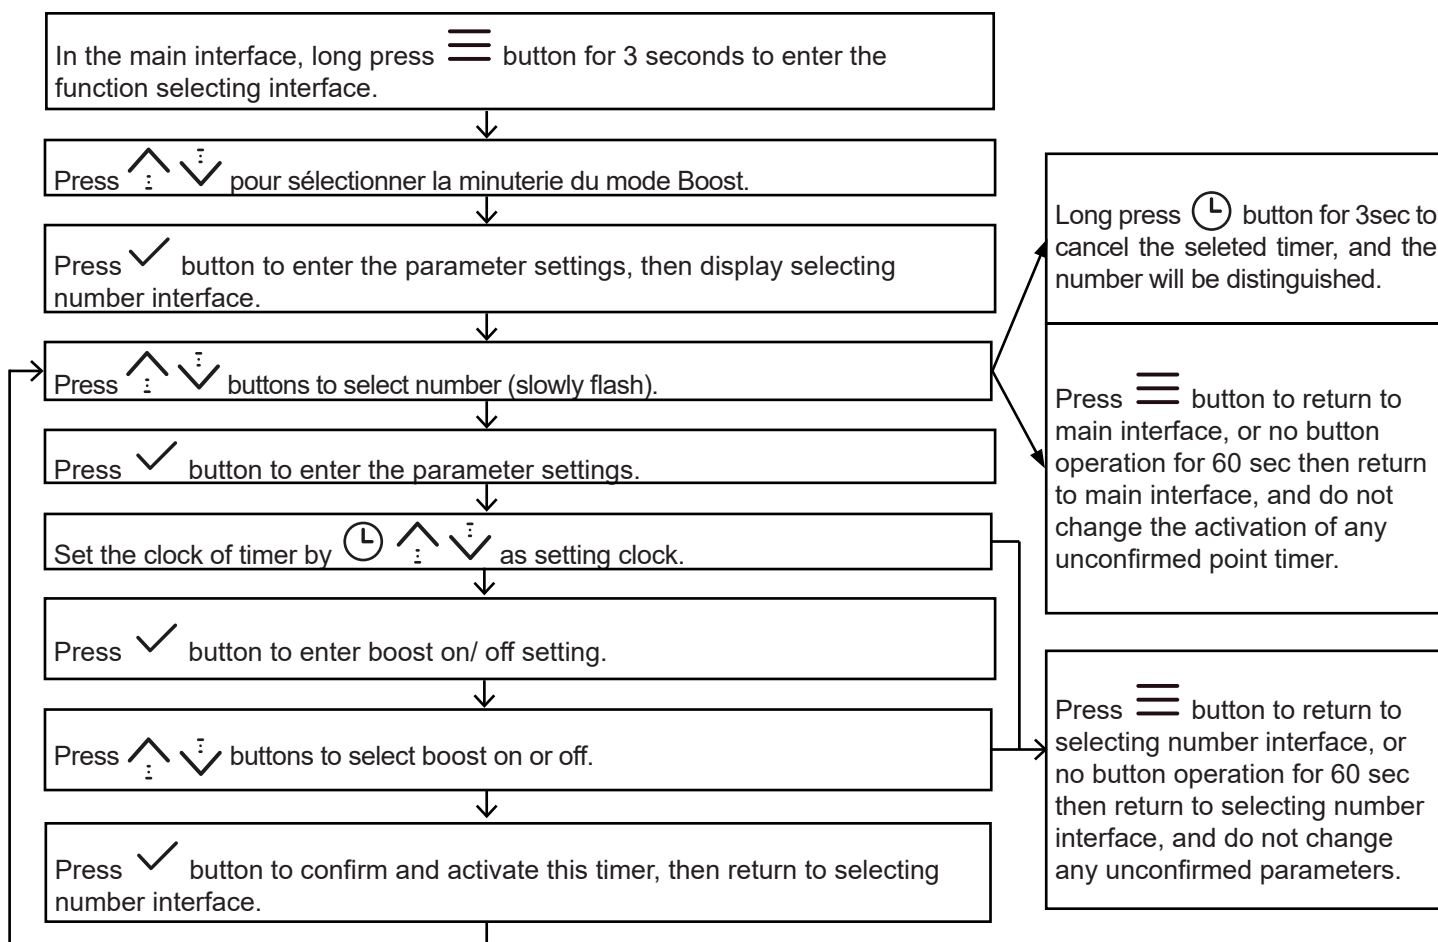 In the main interface, long press button for 3 seconds to enter the
function selecting interface.
Press pour sélectionner la minuterie du mode Boost.
Press button to enter the parameter settings, then display selecting
number interface.
Press buttons to select number (slowly flash).
Press button to enter the parameter settings.
Set the clock of timer by as setting clock.
Press button to enter boost on/ off setting.
Press buttons to select boost on or off.
Press button to confirm and activate this timer, then return to selecting
number interface.
Long press button for 3sec to
cancel the seleted timer, and the
number will be distinguished.
Press button to return to
main interface, or no button
operation for 60 sec then return
to main interface, and do not
change the activation of any
unconfirmed point timer.
Press button to return to
selecting number interface, or
no button operation for 60 sec
then return to selecting number
interface, and do not change
any unconfirmed parameters.